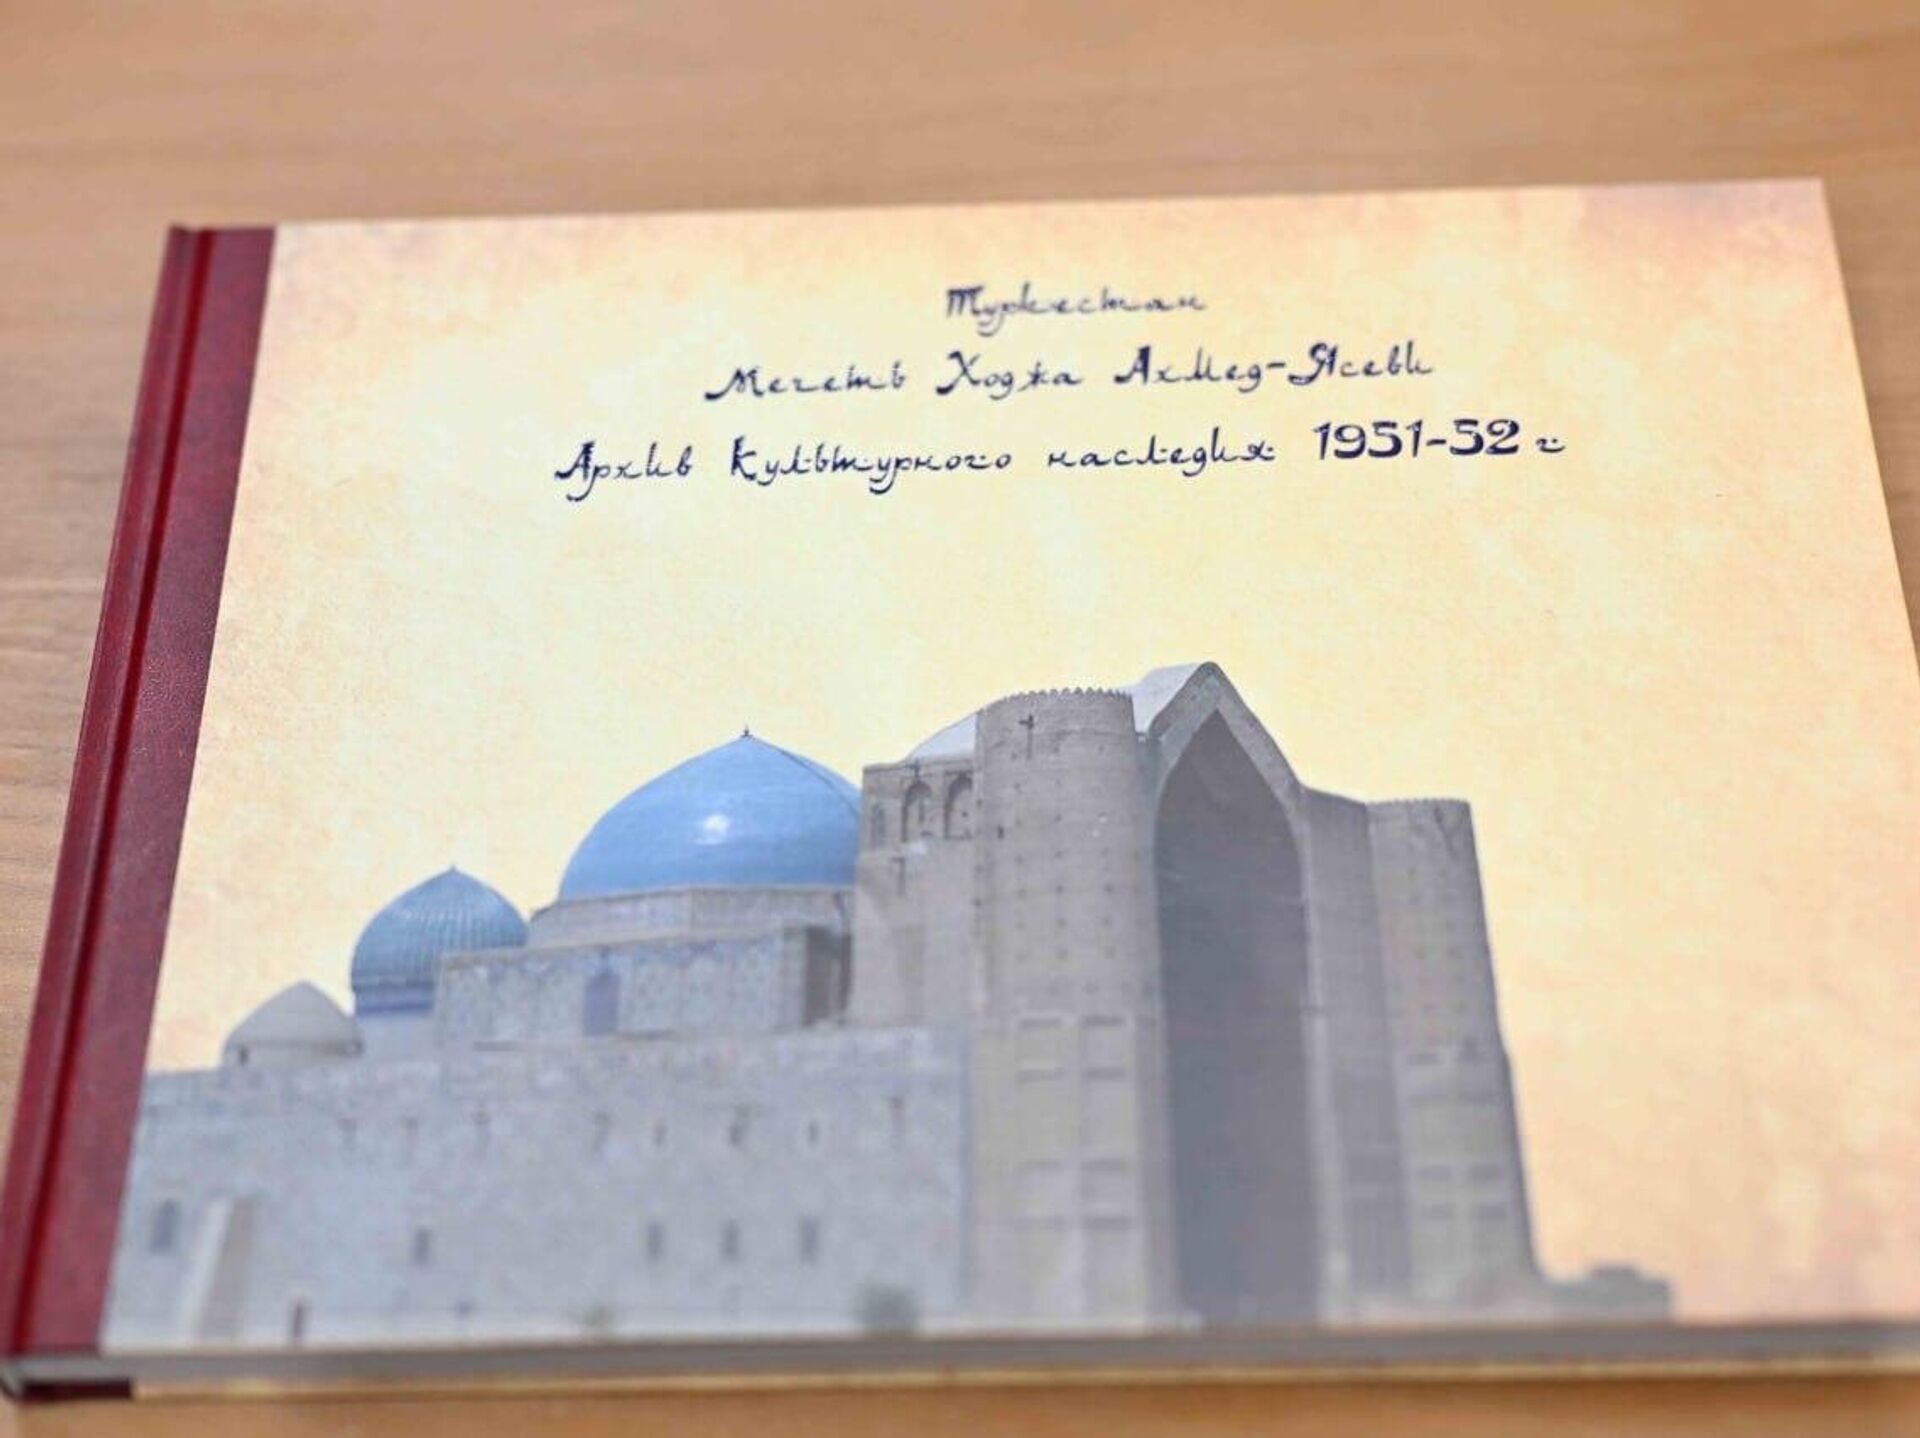 Туркестан
Мечеть Ходжа Ахмед-Ясеви
Архив Культурного наследия 1951-52 г